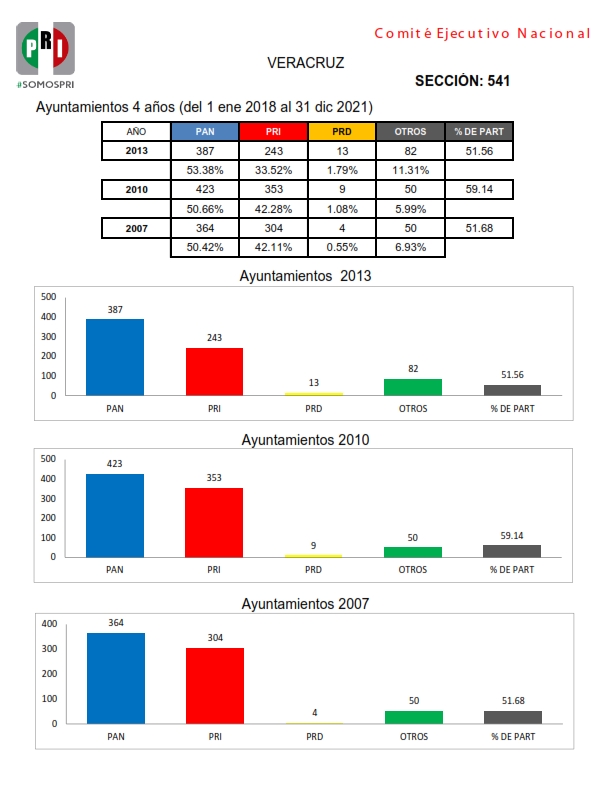 PRI
#SOMOSPRI
Comité Ejecutivo Nacional
VERACRUZ
SECCIÓN: 541
Ayuntamientos 4 años (del 1 ene 2018 al 31 dic 2021)
AÑO PAN PRI PRD OTROS % DE PART
2013 387 243 13 82 51.56
53.38% 33.52% 1.79% 11.31%
2010 423 353 9 50 59.14
50.66% 42.28% 1.08% 5.99%
2007 364 304 4 50 51.68
50.42% 42.11% 0.55% 6.93%
Ayuntamientos 2013
500
400
300
200
100
0
387
243
13
82
51.56
PAN PRI PRD OTROS % DE PART
Ayuntamientos 2010
500
400
300
200
100
0
423
353
9
50
59.14
PAN PRI PRD OTROS % DE PART
Ayuntamientos 2007
400
300
200
100
0
364
304
4
50
51.68
PAN PRI PRD OTROS % DE PART